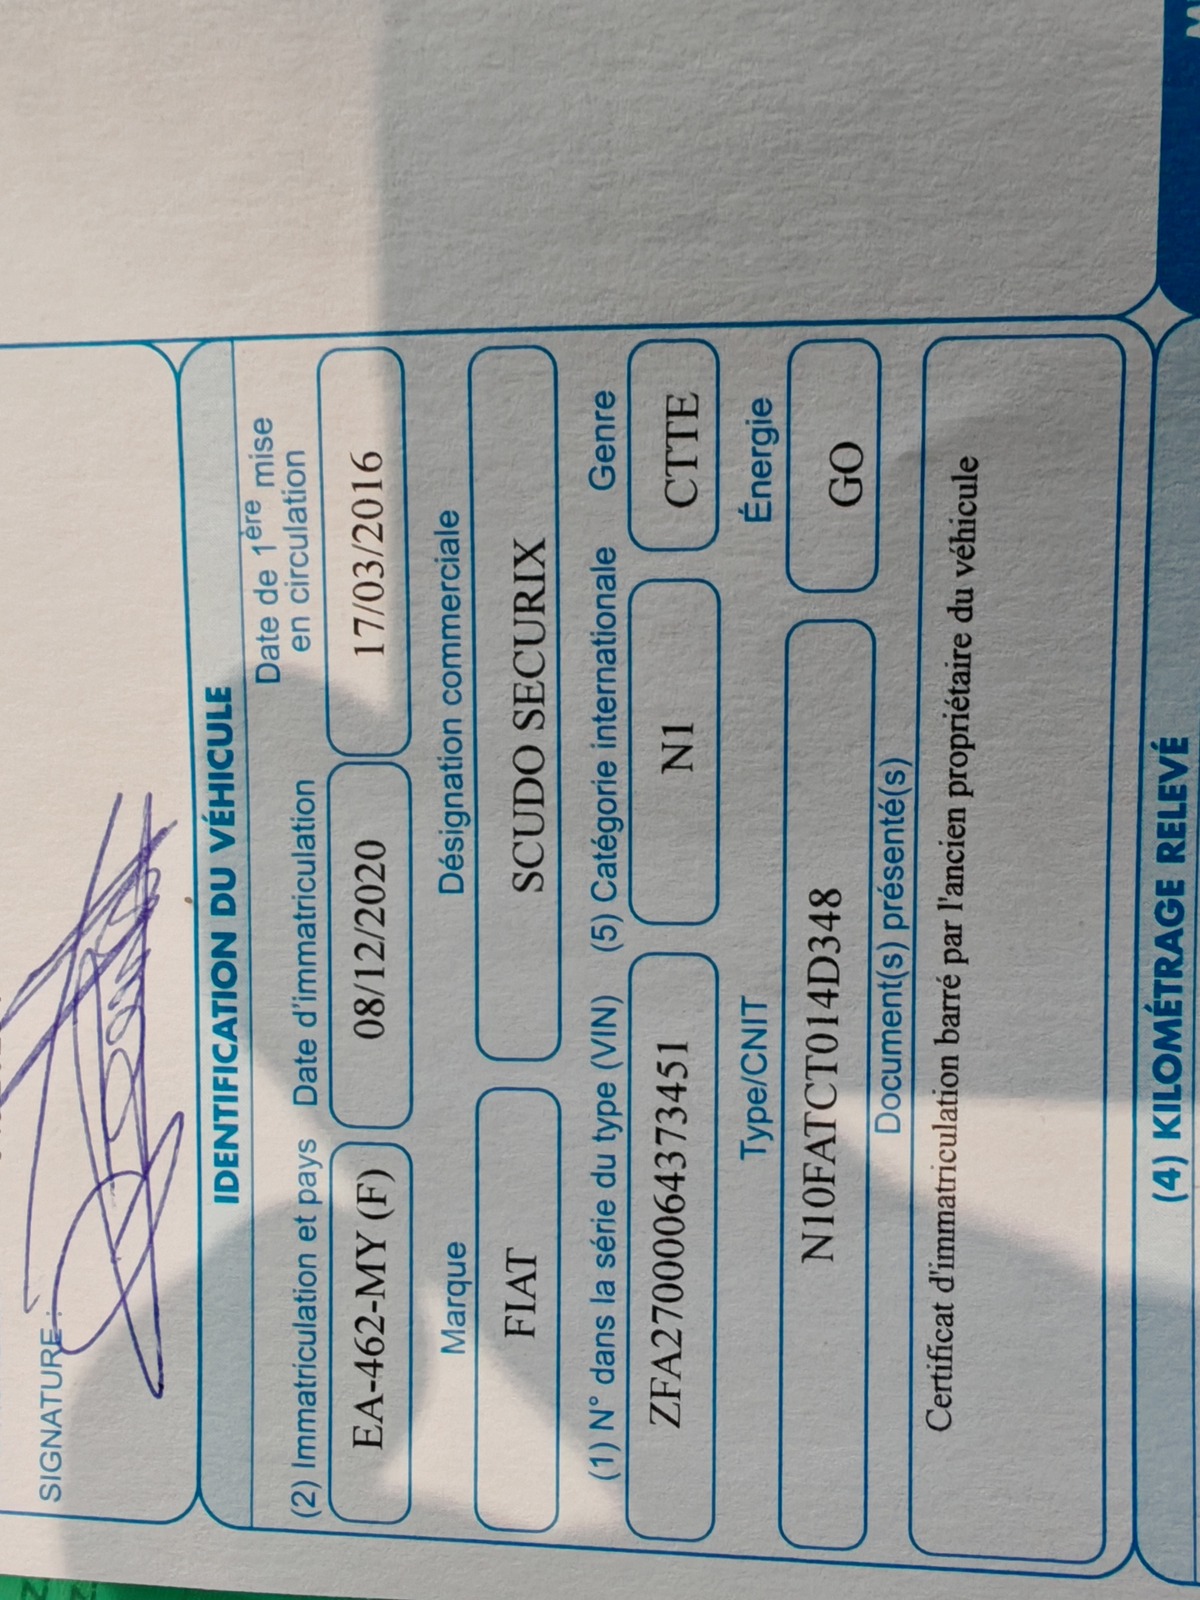 SIGNATURE :
IDENTIFICATION DU VÉHICULE
(2) Immatriculation et pays Date d'immatriculation Date de 1ère mise
en circulation
EA-462-MY (F) 08/12/2020 17/03/2016
Marque Désignation commerciale
FIAT SCUDO SECURIX
(1) N° dans la série du type (VIN) (5) Catégorie internationale Genre
ZFA27000064373451 N1 CTTE
Type/CNIT Énergie
N10FATCT014D348 GO
Document(s) présenté(s)
Certificat d'immatriculation barré par l'ancien propriétaire du véhicule
(4) KILOMÉTRAGE RELEVÉ